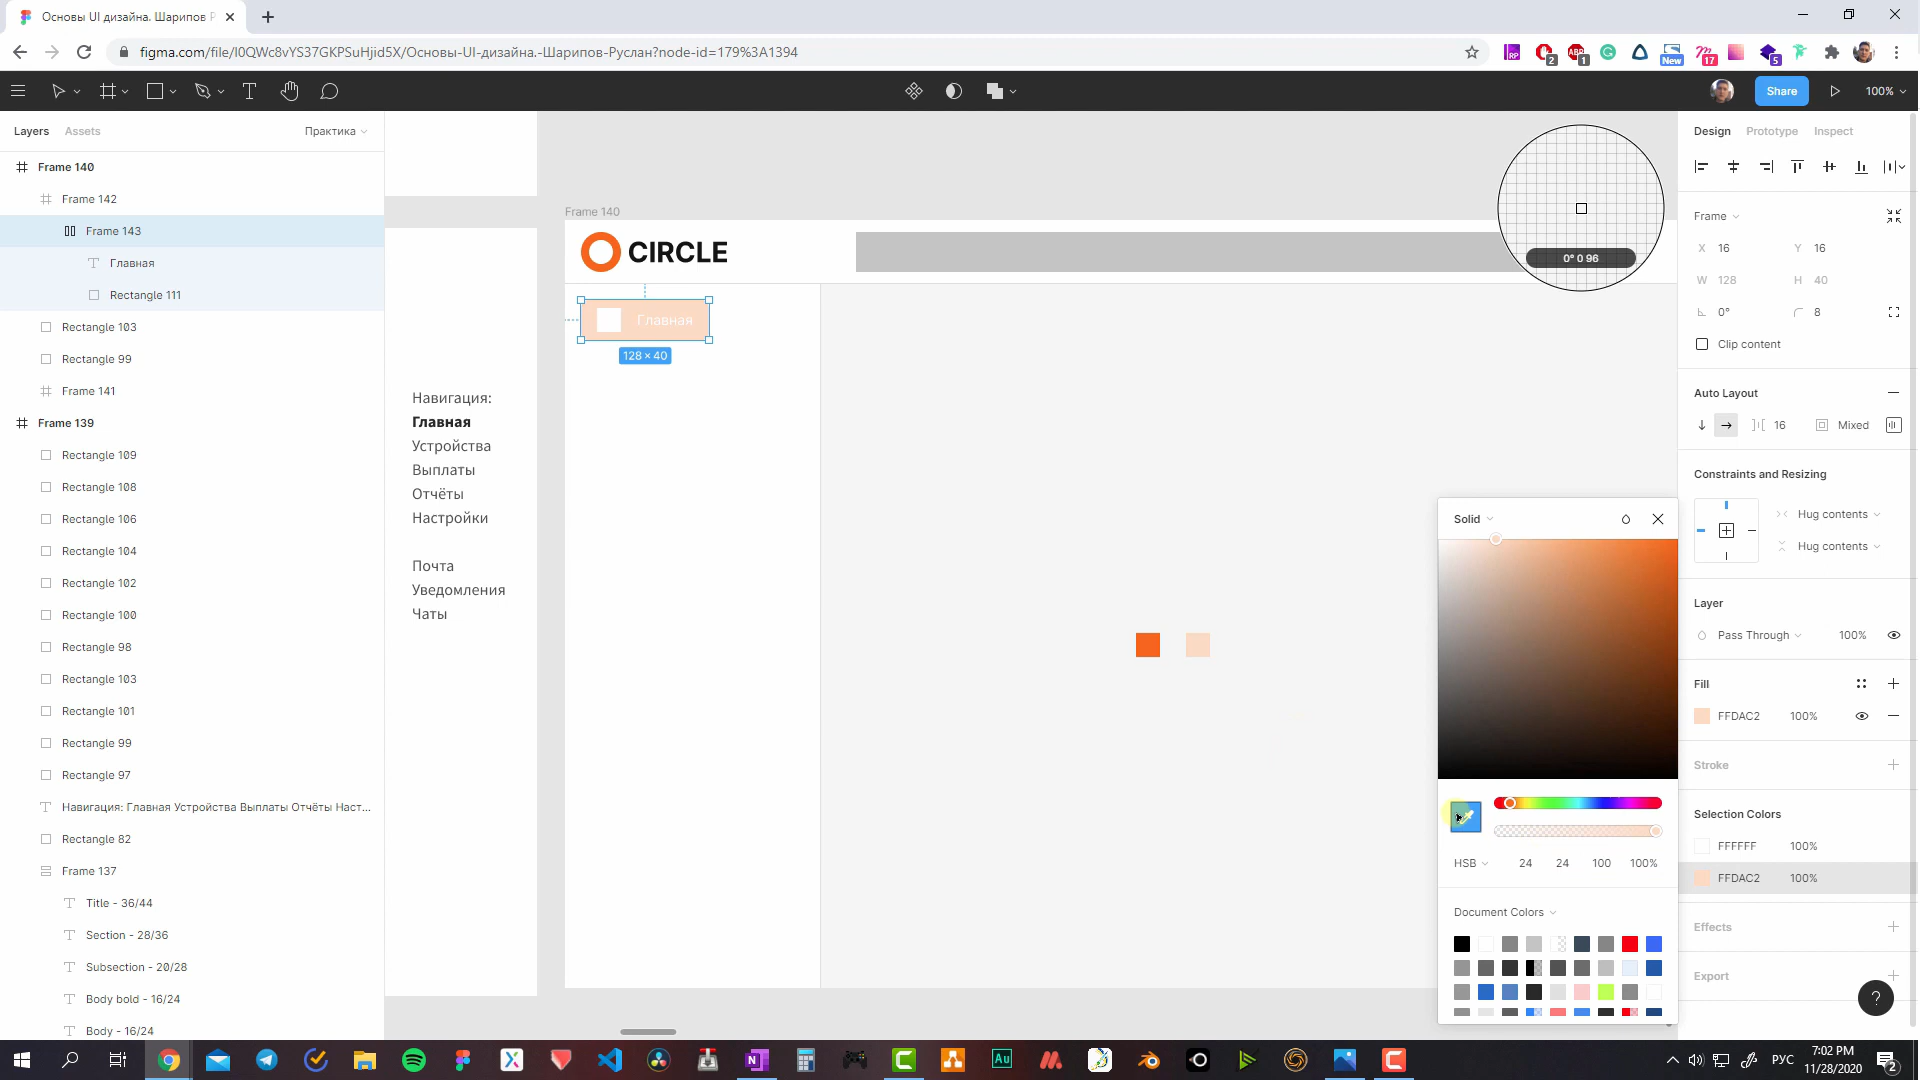 Основы UI дизайна. Шарипов Р
figma.com/file/I0QWc8vYS37GKPSuHjid5X/Основы-UI-дизайна.-Шарипов-Руслан?node-id=179%3A1394
RP
2
1
New
17
5
Share
100%
Layers
Assets
Практика
Frame 140
Frame 142
Frame 143
Главная
Rectangle 111
Rectangle 103
Rectangle 99
Frame 141
Frame 139
Rectangle 109
Rectangle 108
Rectangle 106
Rectangle 104
Rectangle 102
Rectangle 100
Rectangle 98
Rectangle 103
Rectangle 101
Rectangle 99
Rectangle 97
Навигация: Главная Устройства Выплаты Отчёты Наст...
Rectangle 82
Frame 137
Title - 36/44
Section - 28/36
Subsection - 20/28
Body bold - 16/24
Body - 16/24
Навигация:
Главная
Устройства
Выплаты
Отчёты
Настройки
Почта
Уведомления
Чаты
Frame 140
CIRCLE
Главная
128 × 40
0° 0 96
Solid
HSB
24
24
100
100%
Document Colors
Design
Prototype
Inspect
Frame
X 16
Y 16
W 128
H 40
0°
8
Clip content
Auto Layout
16
Mixed
Constraints and Resizing
Hug contents
Hug contents
Layer
Pass Through
100%
Fill
FFDAC2
100%
Stroke
Selection Colors
FFFFFF
100%
FFDAC2
100%
Effects
Export
?
Au
РУС
7:02 PM
11/28/2020
2